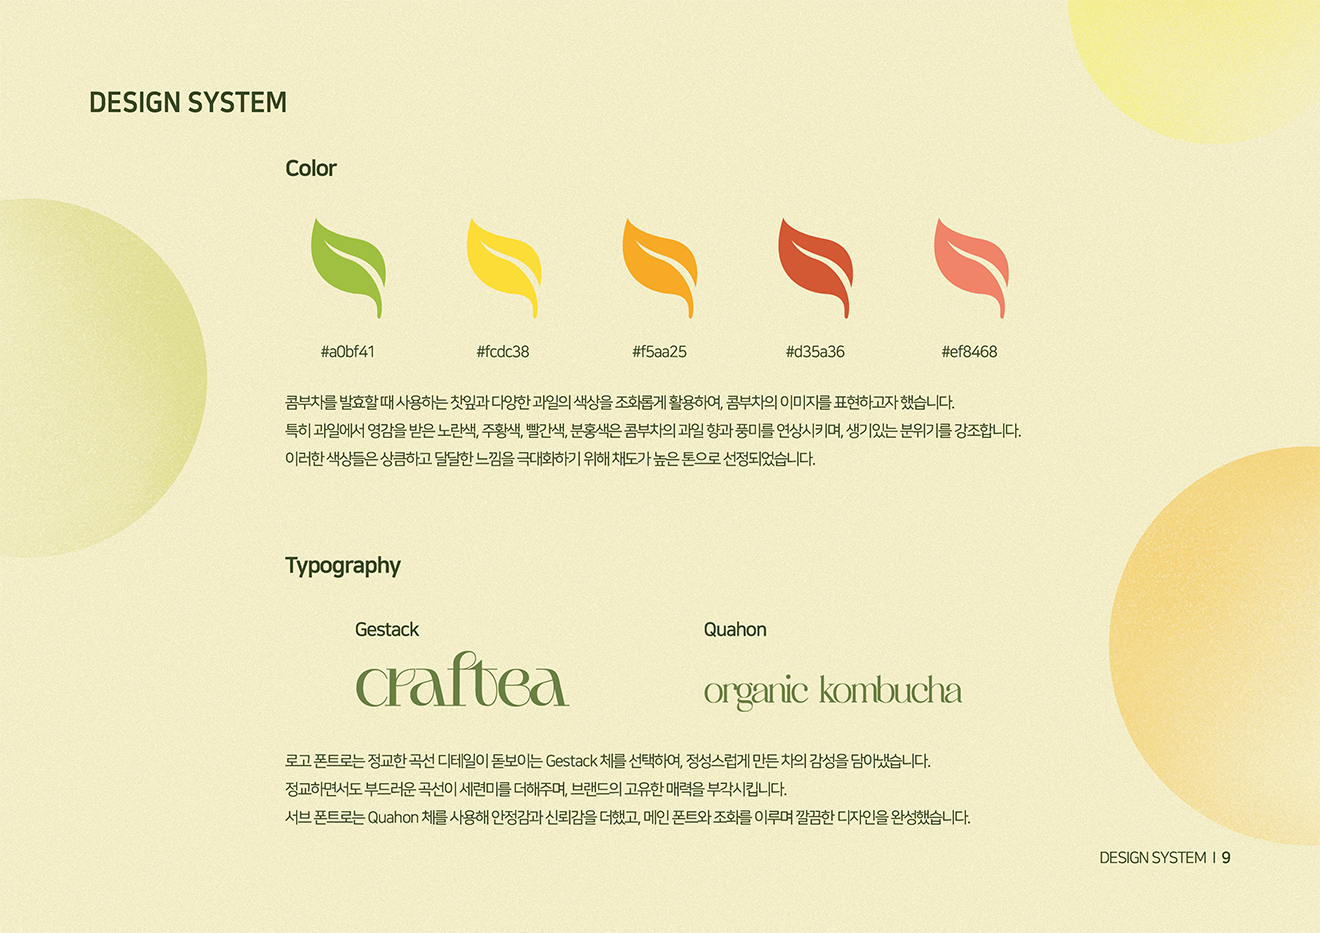 DESIGN SYSTEM
Color
#a0bf41
#fcdc38
#f5aa25
#d35a36
#ef8468
콤부차를 발효할 때 사용하는 찻잎과 다양한 과일의 색상을 조화롭게 활용하여, 콤부차의 이미지를 표현하고자 했습니다.
특히 과일에서 영감을 받은 노란색, 주황색, 빨간색, 분홍색은 콤부차의 과일 향과 풍미를 연상시키며, 생기있는 분위기를 강조합니다.
이러한 색상들은 상큼하고 달달한 느낌을 극대화하기 위해 채도가 높은 톤으로 선정되었습니다.
Typography
Gestack
craftea
Quahon
organic kombucha
로고 폰트로는 정교한 곡선 디테일이 돋보이는 Gestack 체를 선택하여, 정성스럽게 만든 차의 감성을 담아냈습니다.
정교하면서도 부드러운 곡선이 세련미를 더해주며, 브랜드의 고유한 매력을 부각시킵니다.
서브 폰트로는 Quahon 체를 사용해 안정감과 신뢰감을 더했고, 메인 폰트와 조화를 이루며 깔끔한 디자인을 완성했습니다.
DESIGN SYSTEM | 9